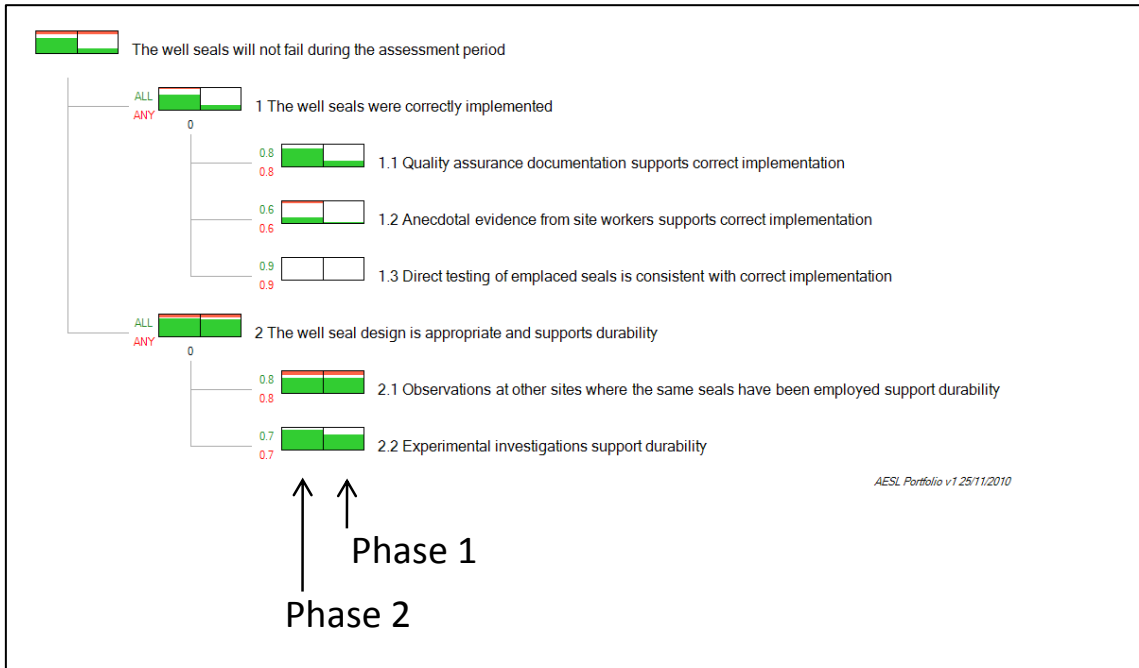 The well seals will not fail during the assessment period
ALL
ANY
1 The well seals were correctly implemented
0
0.8
0.8
1.1 Quality assurance documentation supports correct implementation
0.6
0.6
1.2 Anecdotal evidence from site workers supports correct implementation
0.9
0.9
1.3 Direct testing of emplaced seals is consistent with correct implementation
ALL
ANY
2 The well seal design is appropriate and supports durability
0
0.8
0.8
2.1 Observations at other sites where the same seals have been employed support durability
0.7
0.7
2.2 Experimental investigations support durability
AESL Portfolio v1 25/11/2010
Phase 1
Phase 2